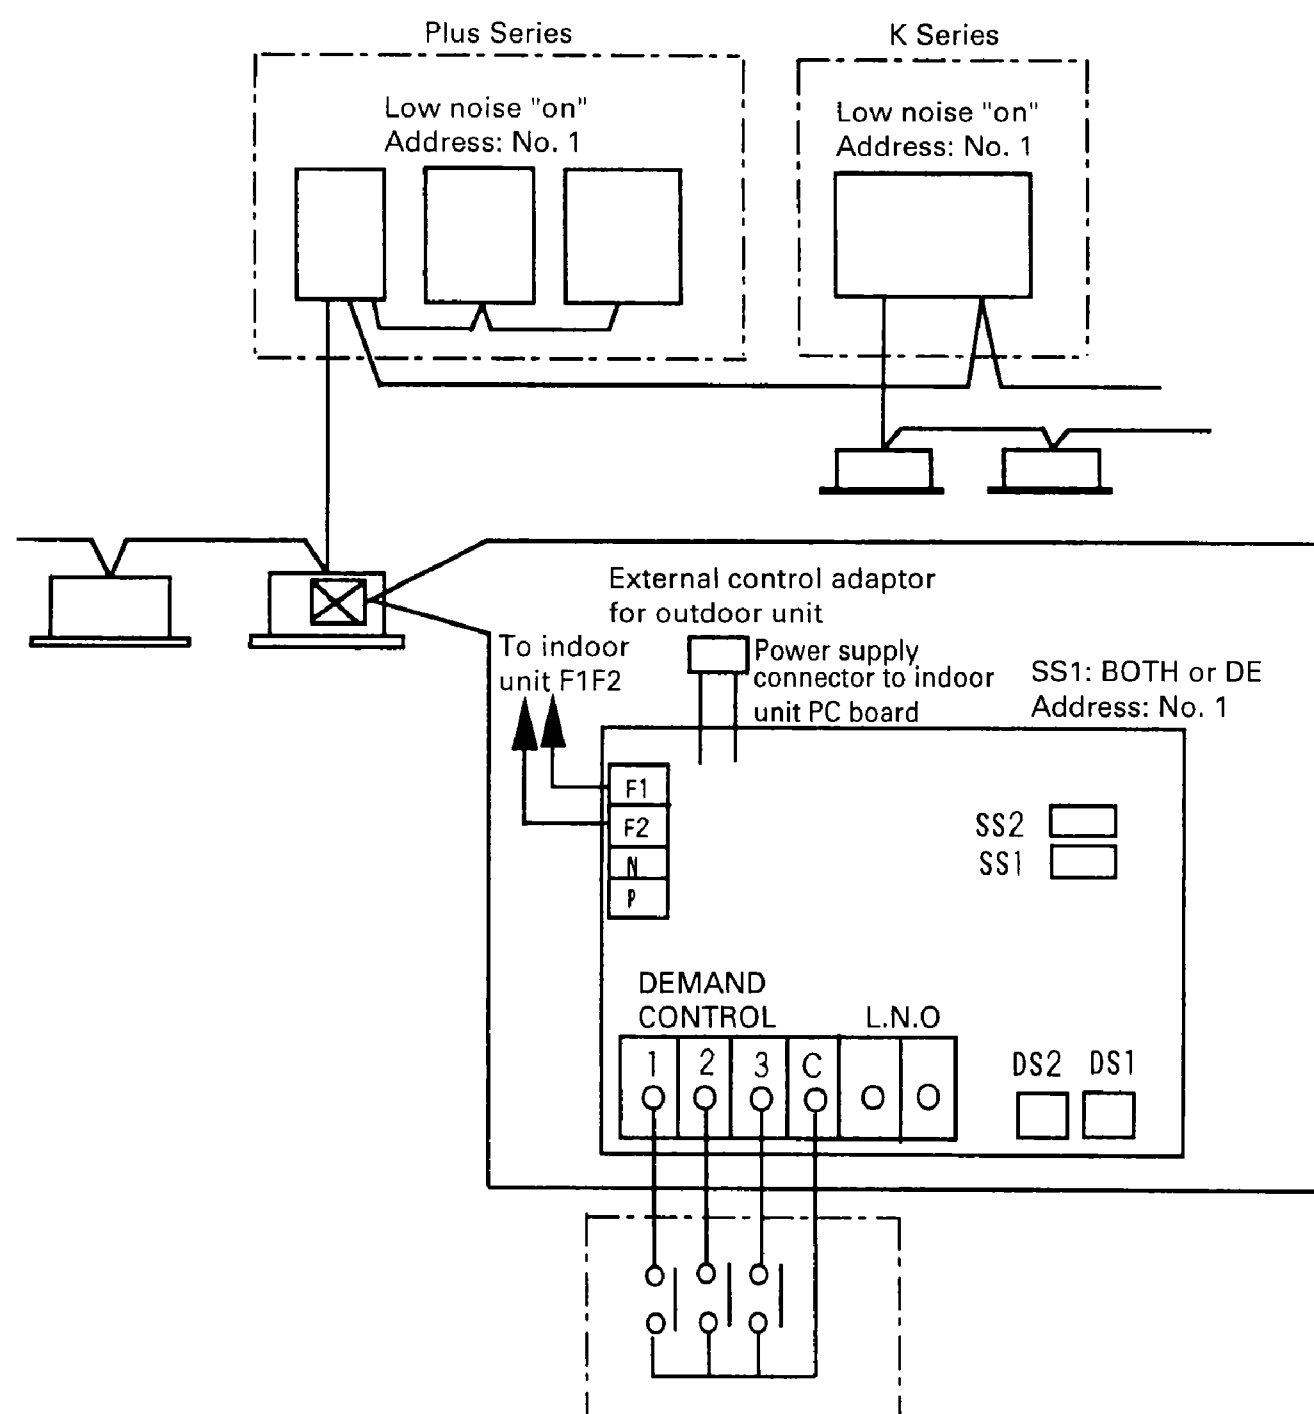 Plus Series
K Series
Low noise "on"
Address: No. 1
Low noise "on"
Address: No. 1
External control adaptor
for outdoor unit
To indoor
unit F1F2
Power supply
connector to indoor
unit PC board
SS1: BOTH or DE
Address: No. 1
F1
F2
N
P
SS2
SS1
DEMAND
CONTROL
L.N.O
1 2 3 C
DS2 DS1